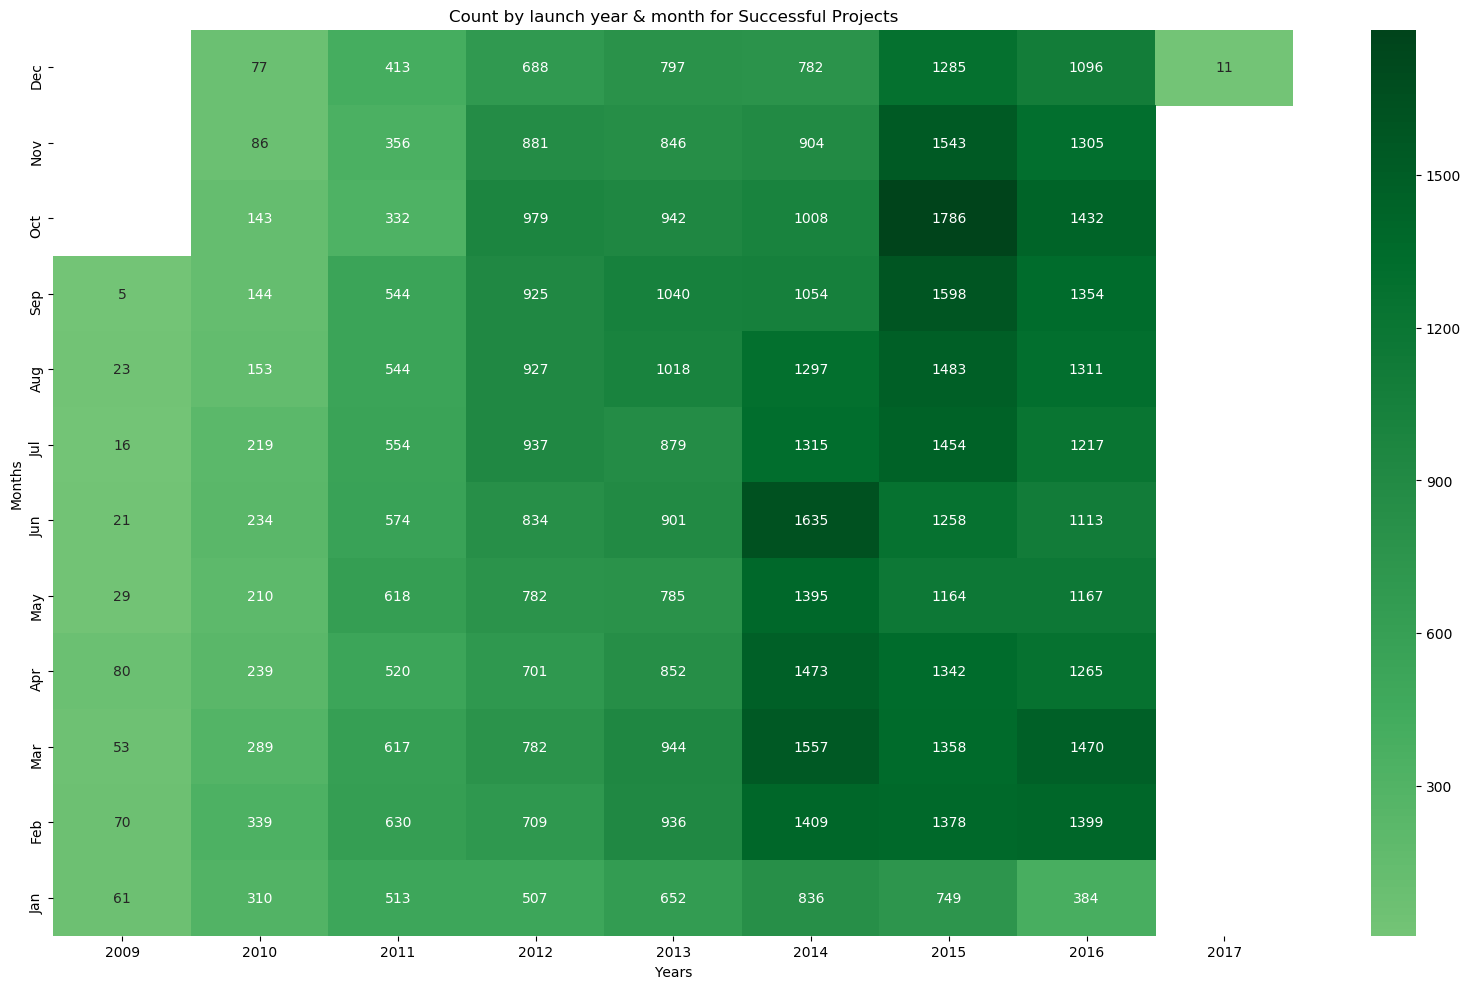 Count by launch year & month for Successful Projects
Dec 77 413 688 797 782 1285 1096 11
Nov 86 356 881 846 904 1543 1305
1500
Oct 143 332 979 942 1008 1786 1432
Sep 5 144 544 925 1040 1054 1598 1354
1200
Aug 23 153 544 927 1018 1297 1483 1311
Jul 16 219 554 937 879 1315 1454 1217
900
Months
Jun 21 234 574 834 901 1635 1258 1113
May 29 210 618 782 785 1395 1164 1167
600
Apr 80 239 520 701 852 1473 1342 1265
Mar 53 289 617 782 944 1557 1358 1470
300
Feb 70 339 630 709 936 1409 1378 1399
Jan 61 310 513 507 652 836 749 384
2009 2010 2011 2012 2013 2014 2015 2016 2017
Years